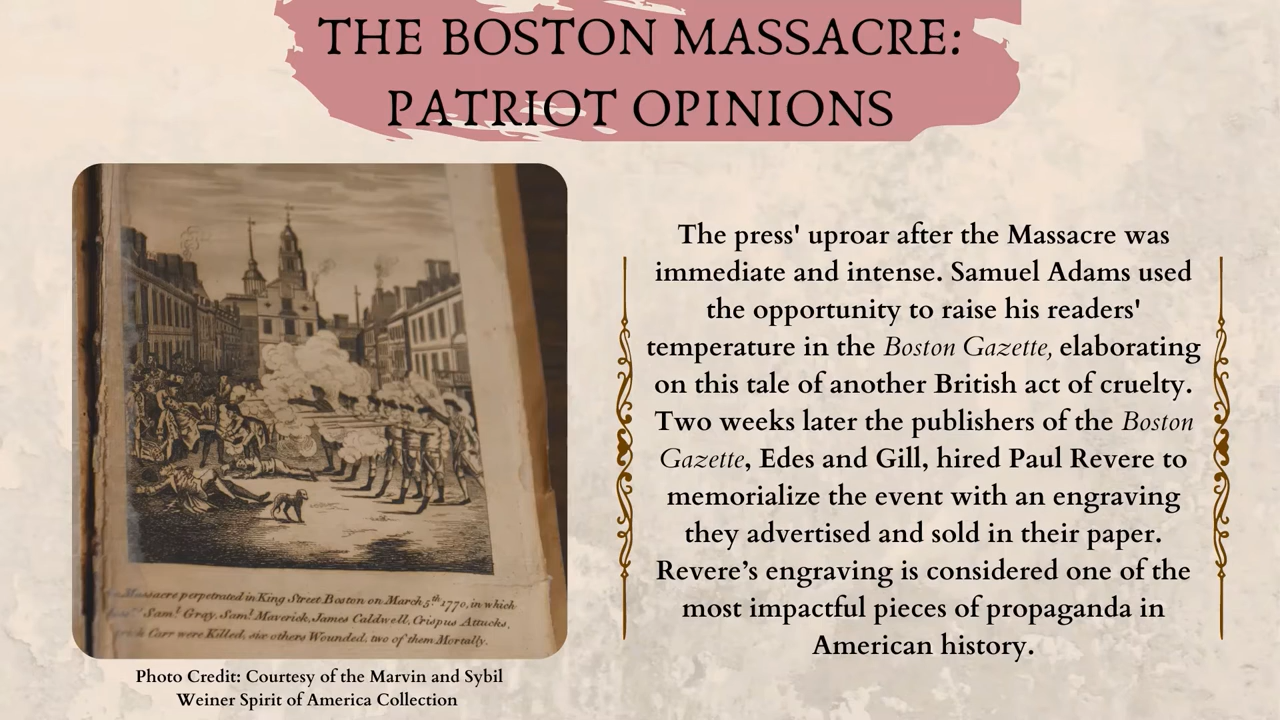 THE BOSTON MASSACRE:
PATRIOT OPINIONS
Massacre perpetrated in King Street Boston on March 5th 1770, in which
Saml. Gray, Saml. Maverick, James Caldwell, Crispus Attucks,
Carr were Killed, six others Wounded, two of them Mortally.
Photo Credit: Courtesy of the Marvin and Sybil
Weiner Spirit of America Collection
The press' uproar after the Massacre was
immediate and intense. Samuel Adams used
the opportunity to raise his readers'
temperature in the Boston Gazette, elaborating
on this tale of another British act of cruelty.
Two weeks later the publishers of the Boston
Gazette, Edes and Gill, hired Paul Revere to
memorialize the event with an engraving
they advertised and sold in their paper.
Revere’s engraving is considered one of the
most impactful pieces of propaganda in
American history.